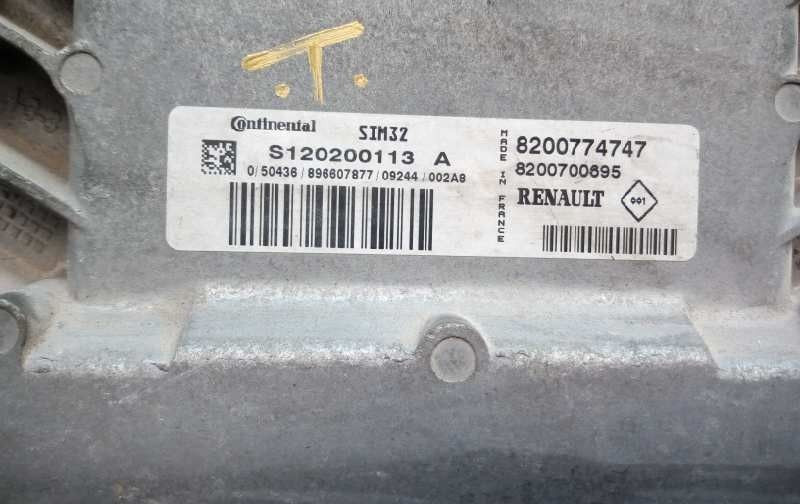 .T.
Continental SIM32
S120200113 A
0/50436/896607877/09244/002A8
MADE IN FRANCE
8200774747
8200700695
RENAULT 001